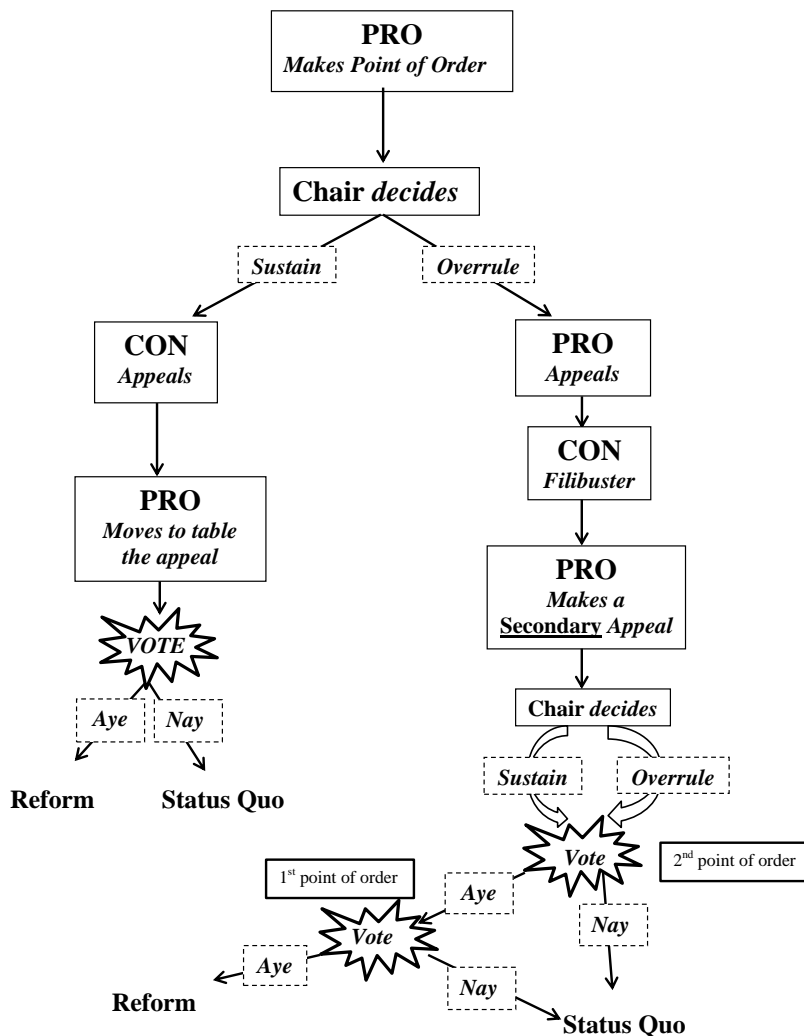 PRO
Makes Point of Order
Chair decides
Sustain
Overrule
CON
Appeals
PRO
Appeals
CON
Filibuster
PRO
Moves to table
the appeal
PRO
Makes a
Secondary Appeal
VOTE
Aye
Nay
Reform
Status Quo
Chair decides
Sustain
Overrule
Vote
2nd point of order
1st point of order
Aye
Nay
Vote
Aye
Nay
Reform
Status Quo